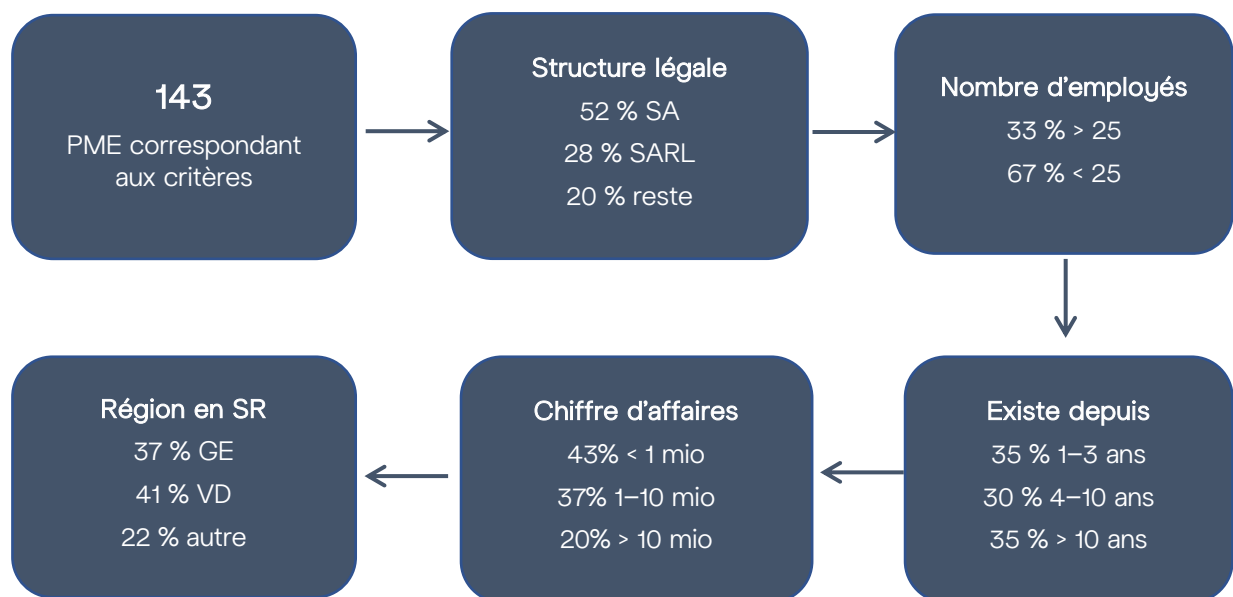 143
PME correspondant
aux critères
Structure légale
52 % SA
28 % SARL
20 % reste
Nombre d'employés
33 % > 25
67 % < 25
Existe depuis
35 % 1–3 ans
30 % 4–10 ans
35 % > 10 ans
Chiffre d'affaires
43% < 1 mio
37% 1–10 mio
20% > 10 mio
Région en SR
37 % GE
41 % VD
22 % autre